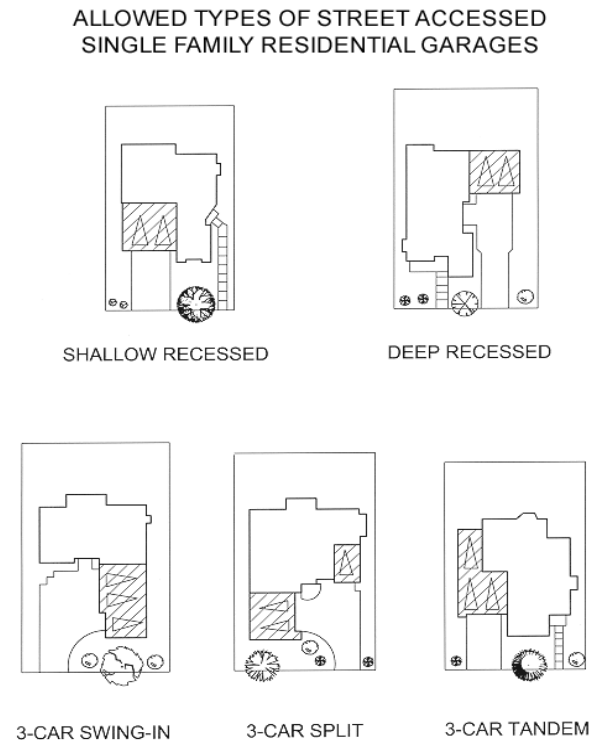 ALLOWED TYPES OF STREET ACCESSED
SINGLE FAMILY RESIDENTIAL GARAGES
SHALLOW RECESSED
DEEP RECESSED
3-CAR SWING-IN
3-CAR SPLIT
3-CAR TANDEM